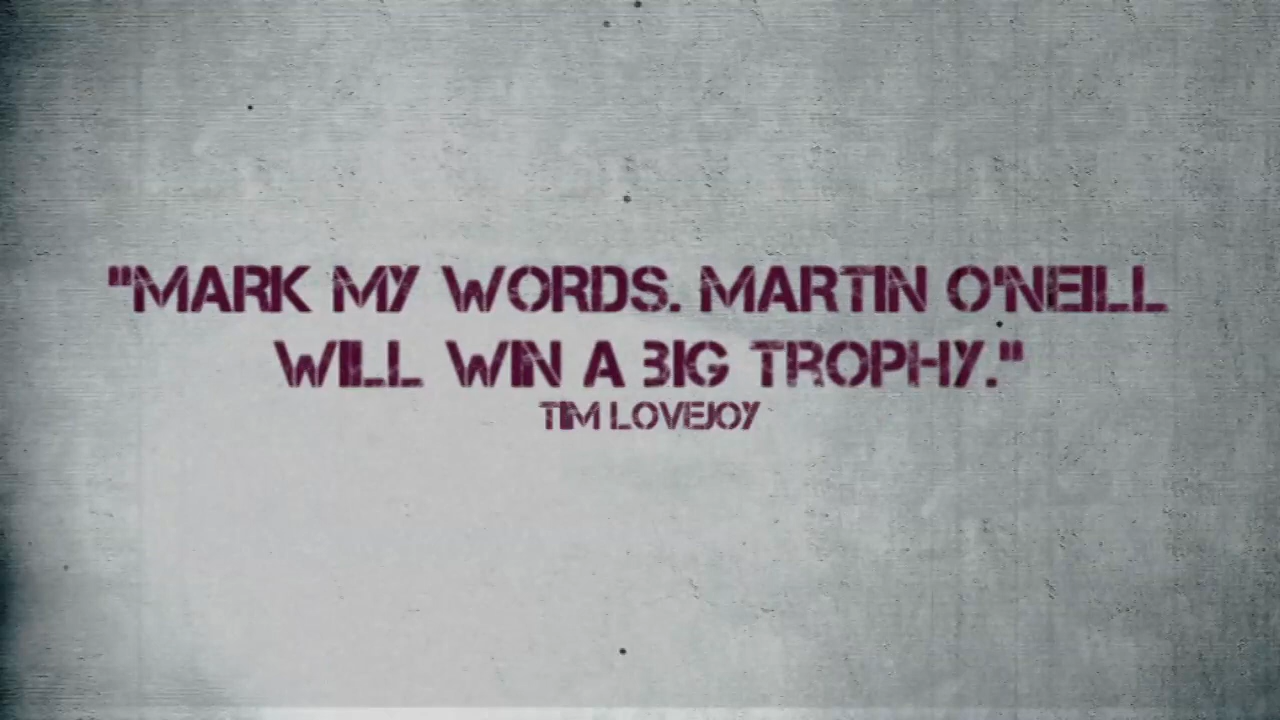 "MARK MY WORDS. MARTIN O'NEILL
WILL WIN A BIG TROPHY."
TIM LOVEJOY